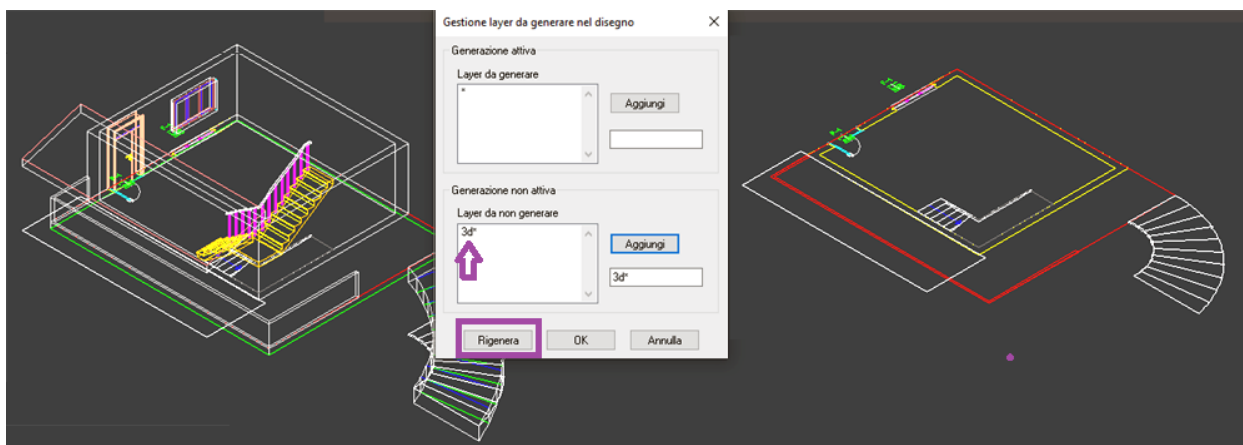 Gestione layer da generare nel disegno
Generazione attiva
Layer da generare
*
Aggiungi
Generazione non attiva
Layer da non generare
3d*
Aggiungi
3d*
Rigenera
OK
Annulla